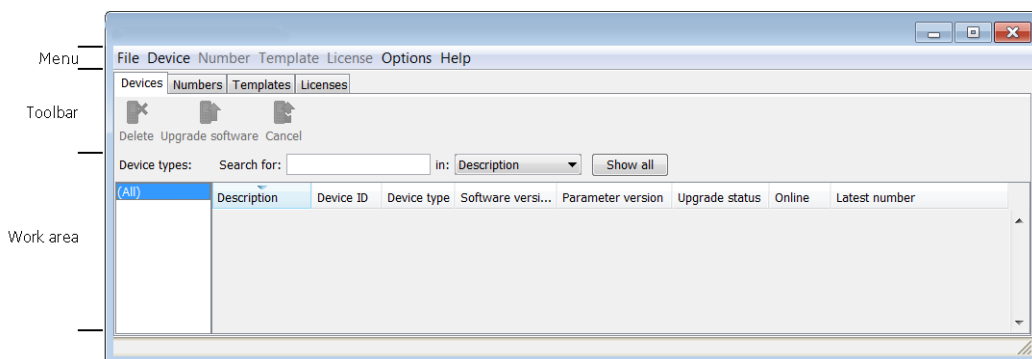 Menu
File Device Number Template License Options Help
Devices Numbers Templates Licenses
Toolbar
Delete Upgrade software Cancel
Device types: Search for: in: Description Show all
(All)
Description Device ID Device type Software versi... Parameter version Upgrade status Online Latest number
Work area